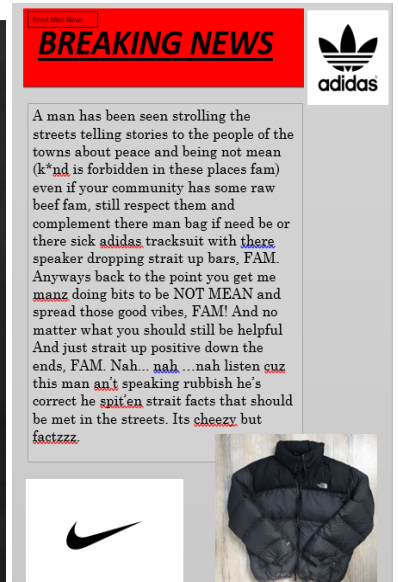 Road Man News
BREAKING NEWS
adidas
A man has been seen strolling the
streets telling stories to the people of the
towns about peace and being not mean
(k*nd is forbidden in these places fam)
even if your community has some raw
beef fam, still respect them and
complement there man bag if need be or
there sick adidas tracksuit with there
speaker dropping strait up bars, FAM.
Anyways back to the point you get me
manz doing bits to be NOT MEAN and
spread those good vibes, FAM! And no
matter what you should still be helpful
And just strait up positive down the
ends, FAM. Nah... nah ...nah listen cuz
this man an't speaking rubbish he's
correct he spit'en strait facts that should
be met in the streets. Its cheezy but
factzzz.